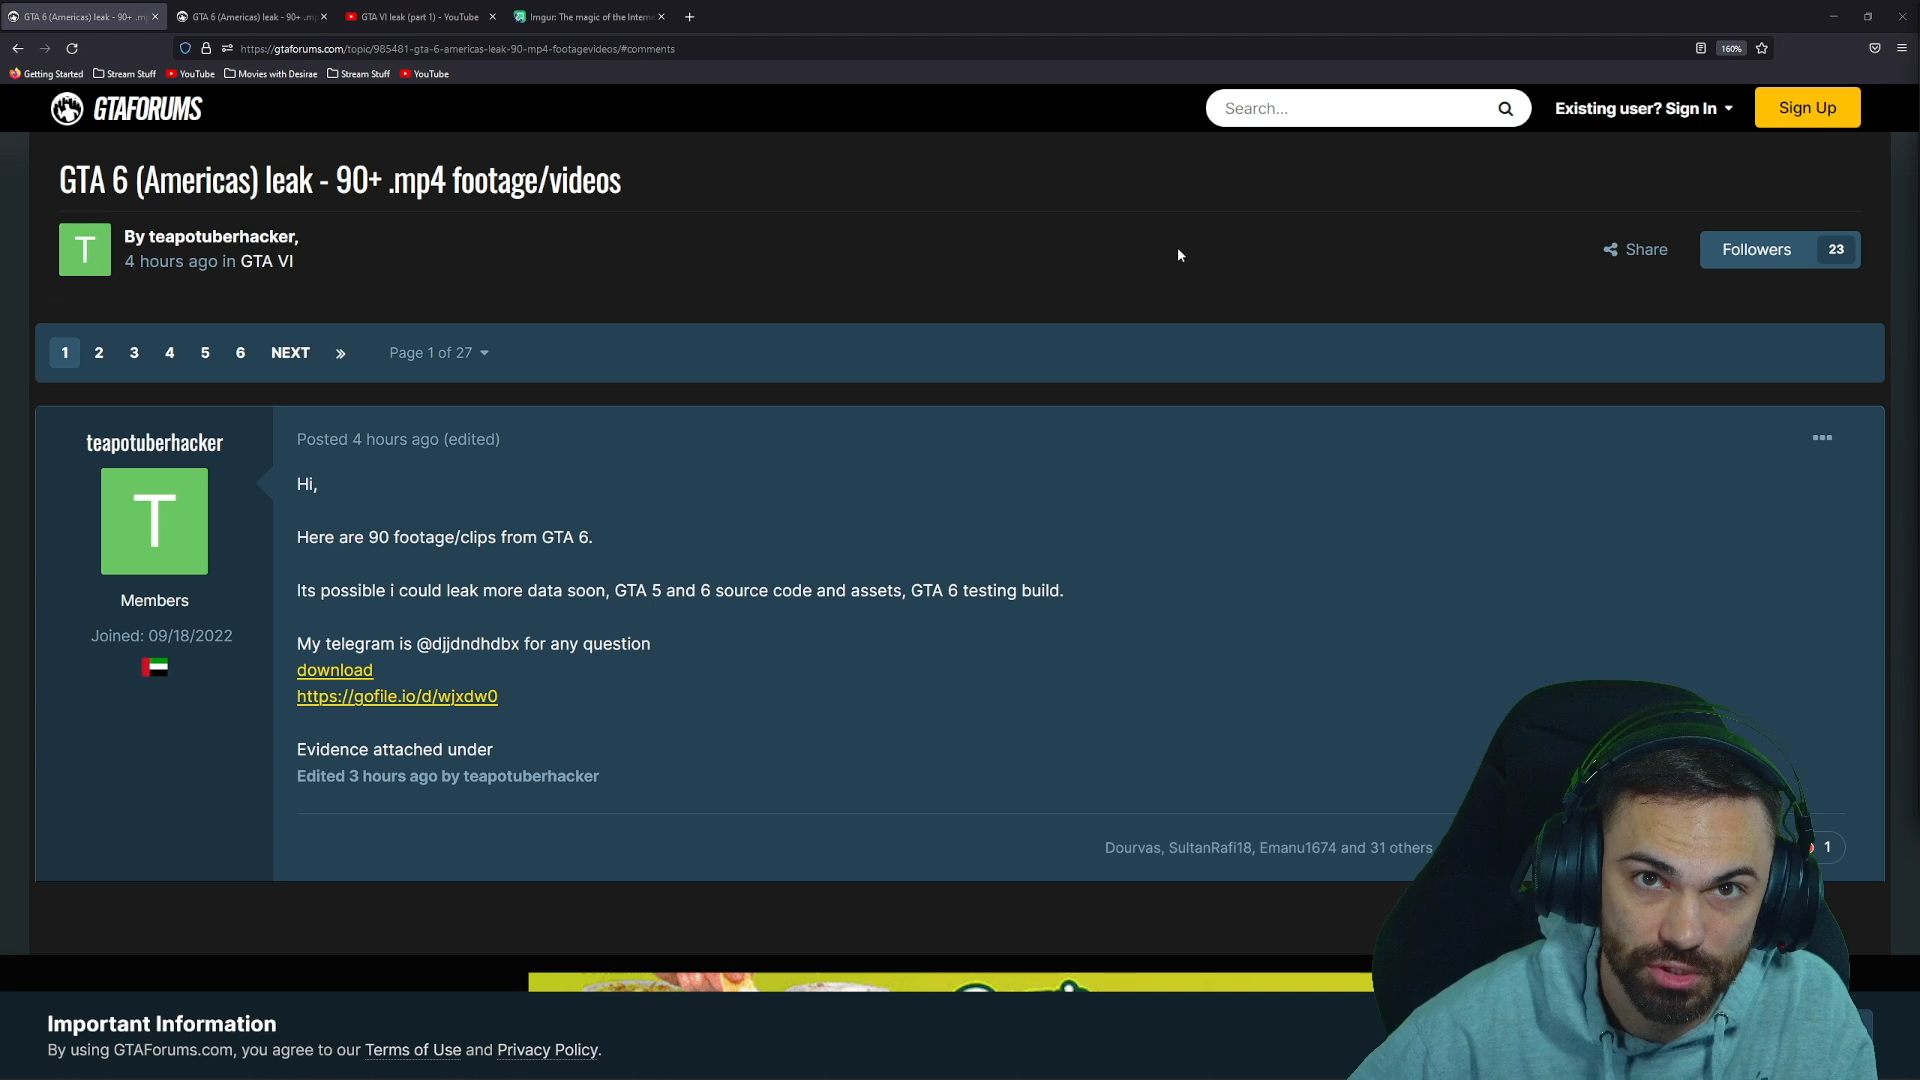 GTA 6 (Americas) leak - 90+ .mp
GTA 6 (Americas) leak - 90+ .mp
GTA VI leak (part 1) - YouTube
Imgur: The magic of the Interne
https://gtaforums.com/topic/985481-gta-6-americas-leak-90-mp4-footagevideos/#comments
160%
Getting Started
Stream Stuff
YouTube
Movies with Desirae
Stream Stuff
YouTube
GTAFORUMS
Search...
Existing user? Sign In
Sign Up
GTA 6 (Americas) leak - 90+ .mp4 footage/videos
T
By teapotuberhacker,
4 hours ago in GTA VI
Share
Followers 23
1 2 3 4 5 6 NEXT » Page 1 of 27
teapotuberhacker
T
Members
Joined: 09/18/2022
Posted 4 hours ago (edited)
Hi,
Here are 90 footage/clips from GTA 6.
Its possible i could leak more data soon, GTA 5 and 6 source code and assets, GTA 6 testing build.
My telegram is @djjdndhdbx for any question
download
https://gofile.io/d/wjxdw0
Evidence attached under
Edited 3 hours ago by teapotuberhacker
Dourvas, SultanRafi18, Emanu1674 and 31 others
1
Important Information
By using GTAForums.com, you agree to our Terms of Use and Privacy Policy.